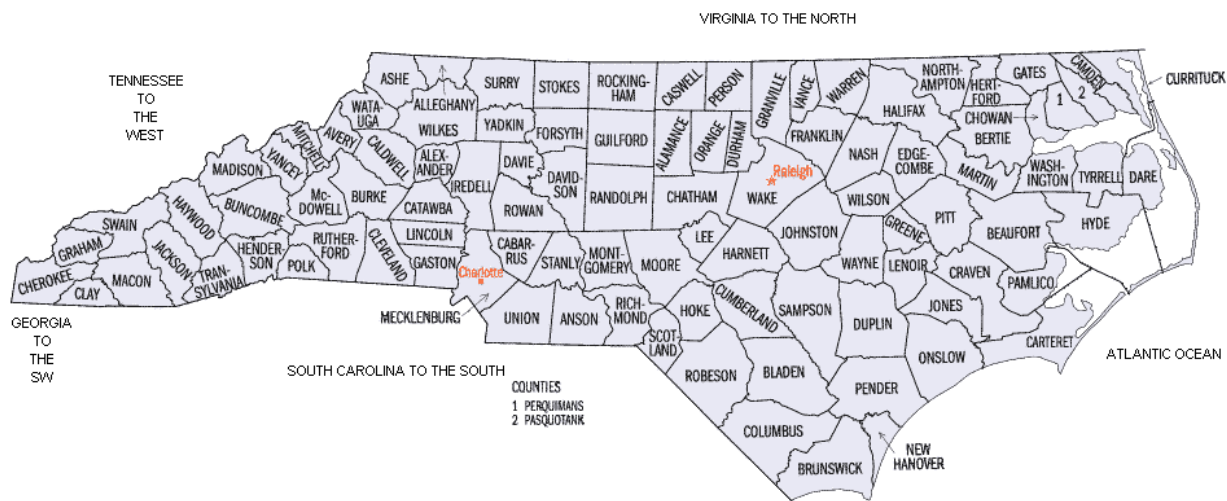 VIRGINIA TO THE NORTH
TENNESSEE
TO
THE
WEST
ASHE
ALLEGHANY
SURRY
STOKES
ROCKING-
HAM
CASWELL
PERSON
GRANVILLE
VANCE
WARREN
NORTH-
AMPTON
HERT-
FORD
GATES
CAMDEN
CURRITUCK
WATA-
UGA
WILKES
YADKIN
FORSYTH
GUILFORD
ALAMANCE
ORANGE
DURHAM
FRANKLIN
HALIFAX
CHOWAN
BERTIE
1
2
MITCHELL
AVERY
CALDWELL
ALEX-
ANDER
IREDELL
DAVIE
DAVID-
SON
RANDOLPH
CHATHAM
Raleigh
WAKE
NASH
EDGE-
COMBE
MARTIN
WASH-
INGTON
TYRRELL
DARE
MADISON
YANCEY
Mc-
DOWELL
BURKE
CATAWBA
ROWAN
WILSON
PITT
BEAUFORT
HYDE
SWAIN
HAYWOOD
BUNCOMBE
RUTHER-
FORD
CLEVELAND
LINCOLN
GASTON
CABAR-
RUS
STANLY
MONT-
GOMERY
MOORE
LEE
HARNETT
JOHNSTON
GREENE
WAYNE
LENOIR
CRAVEN
PAMLICO
GRAHAM
CHEROKEE
CLAY
MACON
JACKSON
TRAN-
SYLVANIA
HENDER-
SON
POLK
Charlotte
MECKLENBURG
UNION
ANSON
RICH-
MOND
SCOT-
LAND
HOKE
CUMBERLAND
SAMPSON
DUPLIN
JONES
ONSLOW
CARTERET
GEORGIA
TO
THE
SW
SOUTH CAROLINA TO THE SOUTH
ATLANTIC OCEAN
ROBESON
BLADEN
PENDER
COLUMBUS
BRUNSWICK
NEW
HANOVER
COUNTIES
1 PERQUIMANS
2 PASQUOTANK